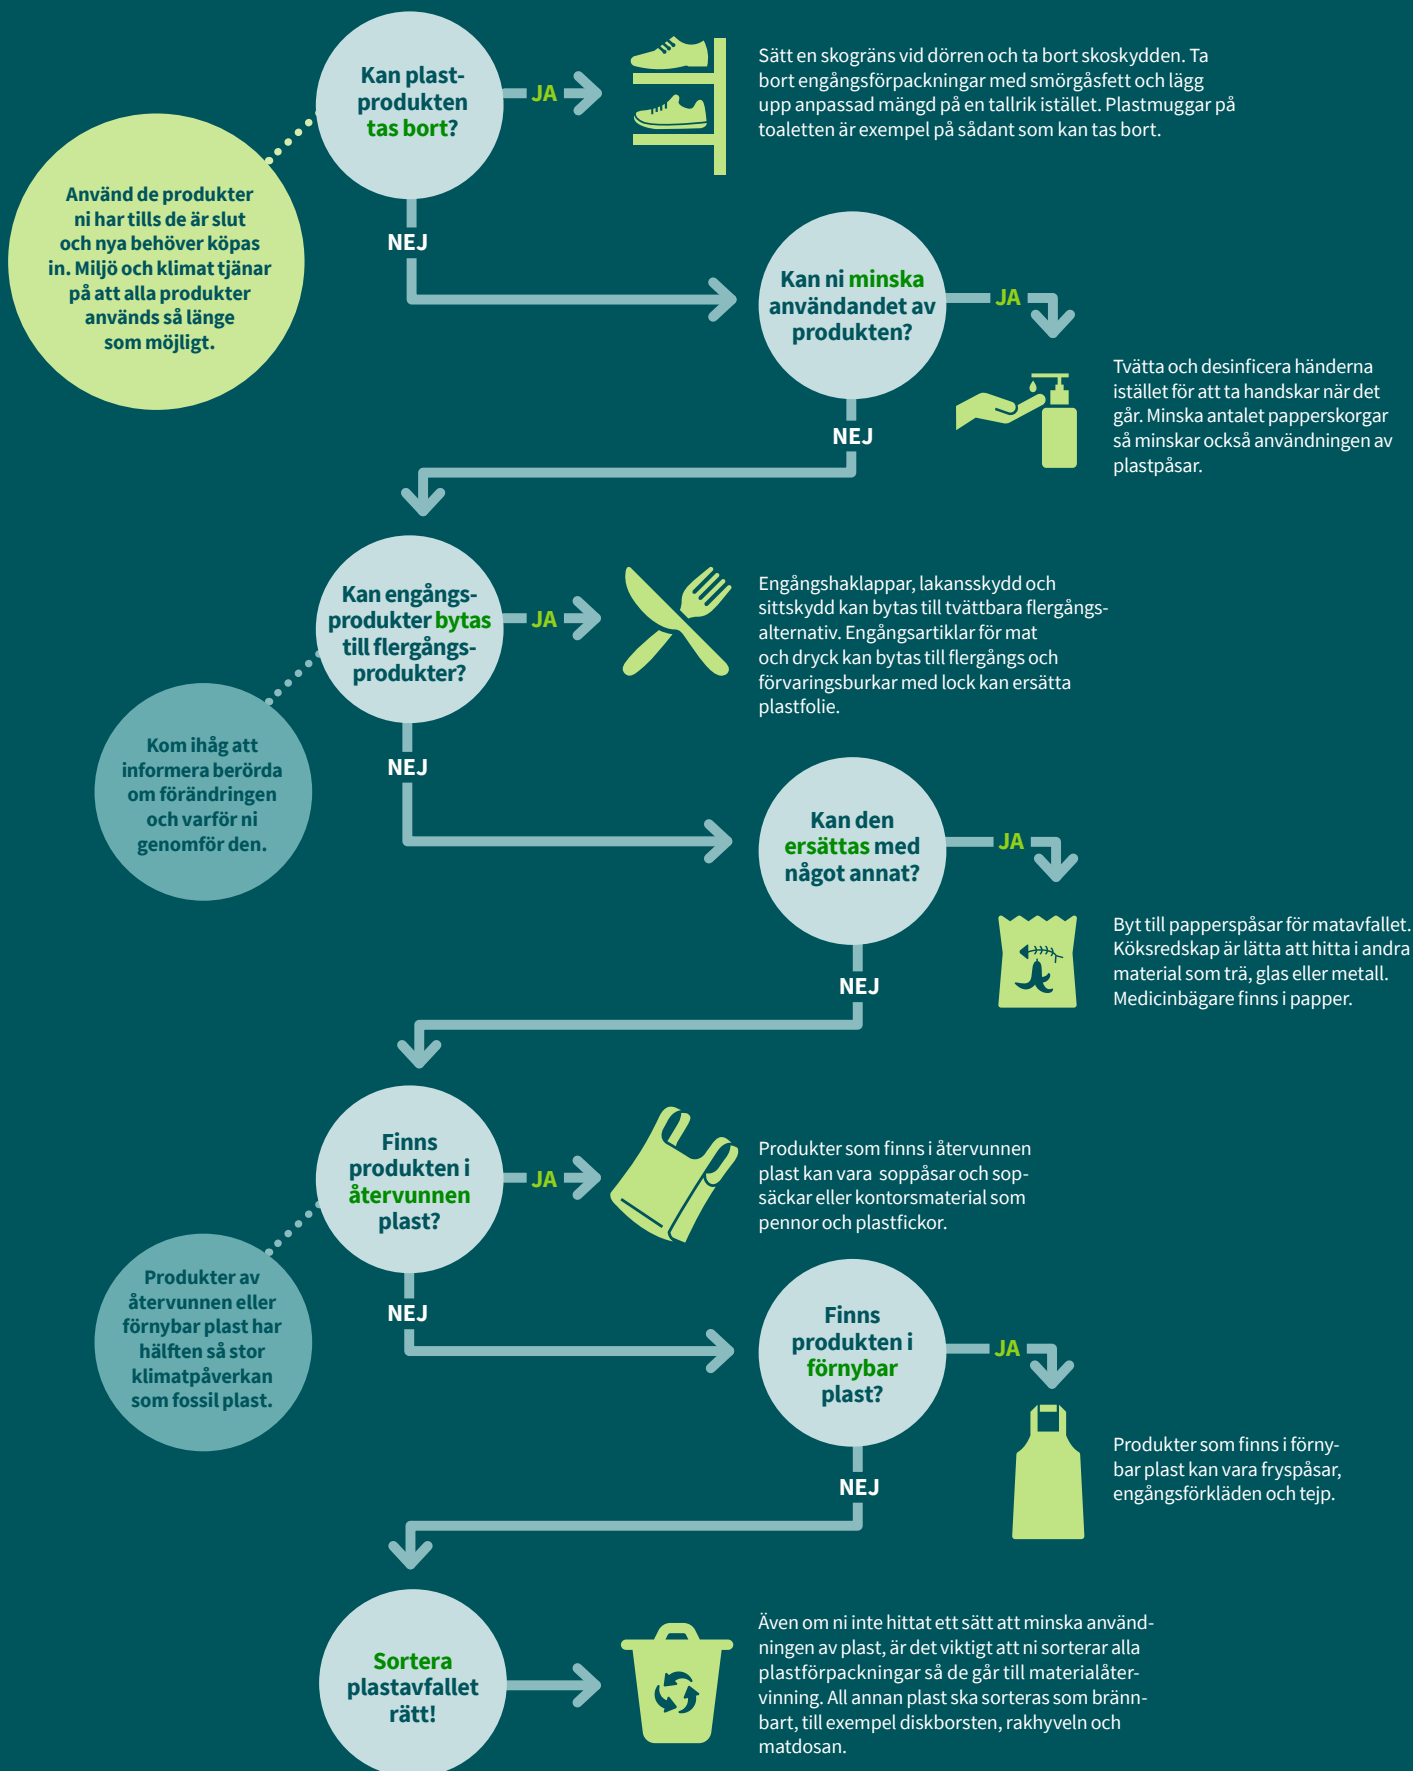 Kan plast-
produkten
tas bort?
JA
Sätt en skogräns vid dörren och ta bort skoskydden. Ta
bort engångsförpackningar med smörgåsfett och lägg
upp anpassad mängd på en tallrik istället. Plastmuggar på
toaletten är exempel på sådant som kan tas bort.
Använd de produkter
ni har tills de är slut
och nya behöver köpas
in. Miljö och klimat tjänar
på att alla produkter
används så länge
som möjligt.
NEJ
Kan ni minska
användandet av
produkten?
JA
Tvätta och desinficera händerna
istället för att ta handskar när det
går. Minska antalet papperskorgar
så minskar också användningen av
plastpåsar.
NEJ
Kan engångs-
produkter bytas
till flergångs-
produkter?
JA
Engångshaklappar, lakansskydd och
sittskydd kan bytas till tvättbara flergångs-
alternativ. Engångsartiklar för mat
och dryck kan bytas till flergångs och
förvaringsburkar med lock kan ersätta
plastfolie.
Kom ihåg att
informera berörda
om förändringen
och varför ni
genomför den.
NEJ
Kan den
ersättas med
något annat?
JA
Byt till papperspåsar för matavfallet.
Köksredskap är lätta att hitta i andra
material som trä, glas eller metall.
Medicinbägare finns i papper.
NEJ
Finns
produkten i
återvunnen
plast?
JA
Produkter som finns i återvunnen
plast kan vara soppåsar och sop-
säckar eller kontorsmaterial som
pennor och plastfickor.
Produkter av
återvunnen eller
förnybar plast har
hälften så stor
klimatpåverkan
som fossil plast.
NEJ
Finns
produkten i
förnybar
plast?
JA
Produkter som finns i förny-
bar plast kan vara fryspåsar,
engångsförkläden och tejp.
NEJ
Sortera
plastavfallet
rätt!
Även om ni inte hittat ett sätt att minska använd-
ningen av plast, är det viktigt att ni sorterar alla
plastförpackningar så de går till materialåter-
vinning. All annan plast ska sorteras som bränn-
bart, till exempel diskborsten, rakhyveln och
matdosan.